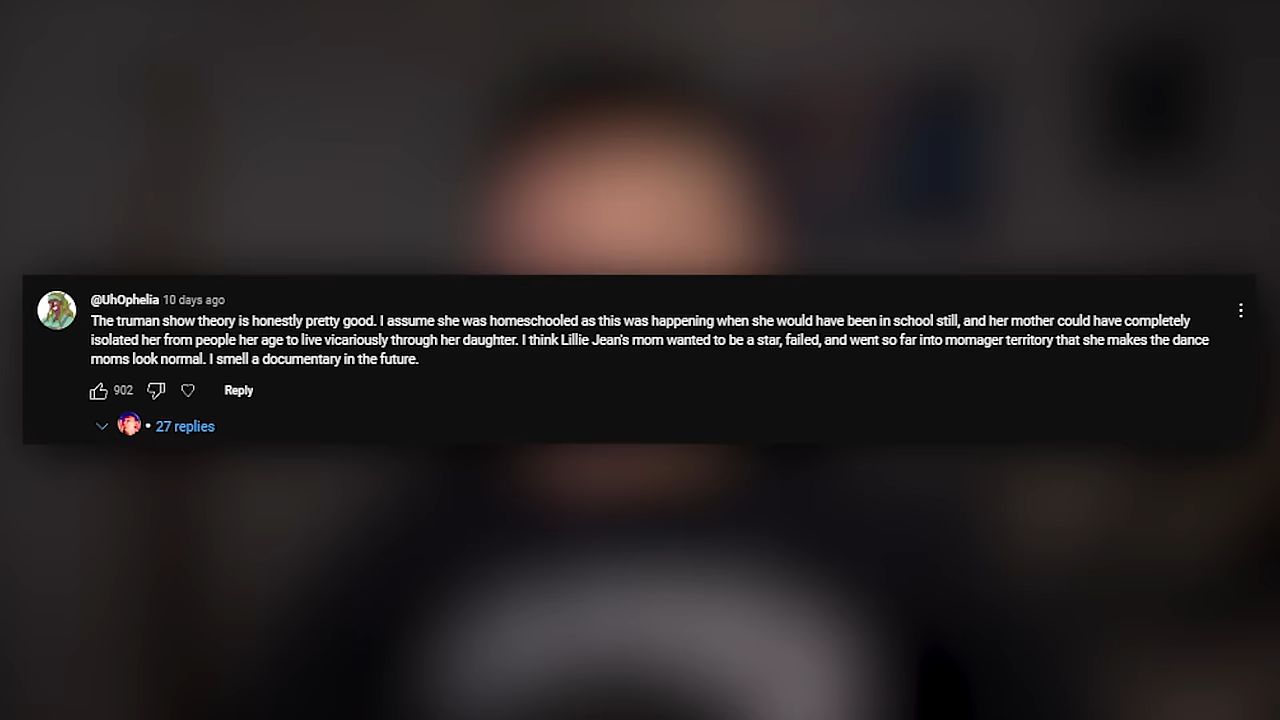 @UhOphelia 10 days ago
The truman show theory is honestly pretty good. I assume she was homeschooled as this was happening when she would have been in school still, and her mother could have completely
isolated her from people her age to live vicariously through her daughter. I think Lillie Jean's mom wanted to be a star, failed, and went so far into momager territory that she makes the dance
moms look normal. I smell a documentary in the future.
902 Reply
• 27 replies